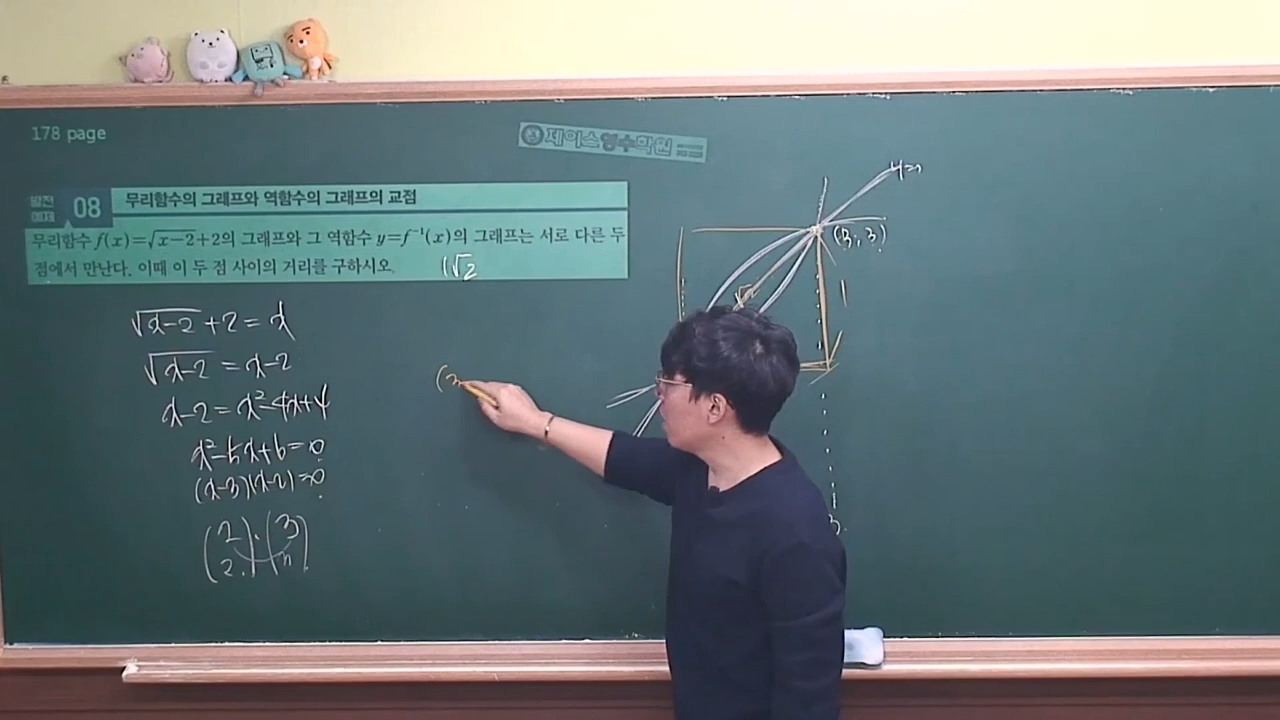 178 page
제이스영수학원
발전
예제 08 무리함수의 그래프와 역함수의 그래프의 교점
무리함수 f(x)=√(x-2)+2의 그래프와 그 역함수 y=f⁻¹(x)의 그래프는 서로 다른 두
점에서 만난다. 이때 이 두 점 사이의 거리를 구하시오.
1√2
√(x-2)+2=x
√(x-2)=x-2
x-2=x²-4x+4
x²-5x+6=0
(x-3)(x-2)=0
(3, 3)
1
3